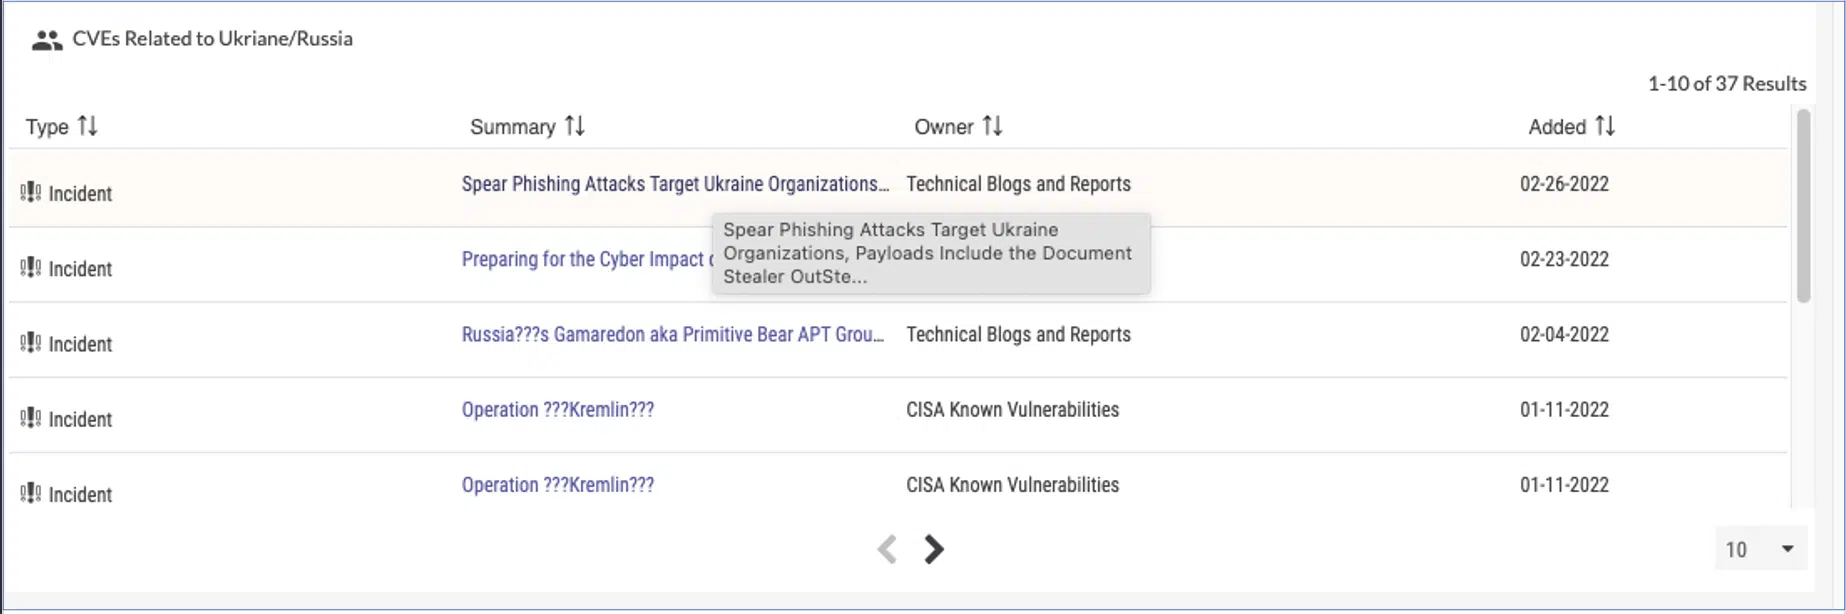 CVEs Related to Ukriane/Russia
1-10 of 37 Results
Type Summary Owner Added
Incident Spear Phishing Attacks Target Ukraine Organizations... Technical Blogs and Reports 02-26-2022
Spear Phishing Attacks Target Ukraine
Organizations, Payloads Include the Document
Stealer OutSte...
Incident Preparing for the Cyber Impact 02-23-2022
Incident Russia???s Gamaredon aka Primitive Bear APT Grou... Technical Blogs and Reports 02-04-2022
Incident Operation ???Kremlin??? CISA Known Vulnerabilities 01-11-2022
Incident Operation ???Kremlin??? CISA Known Vulnerabilities 01-11-2022
10